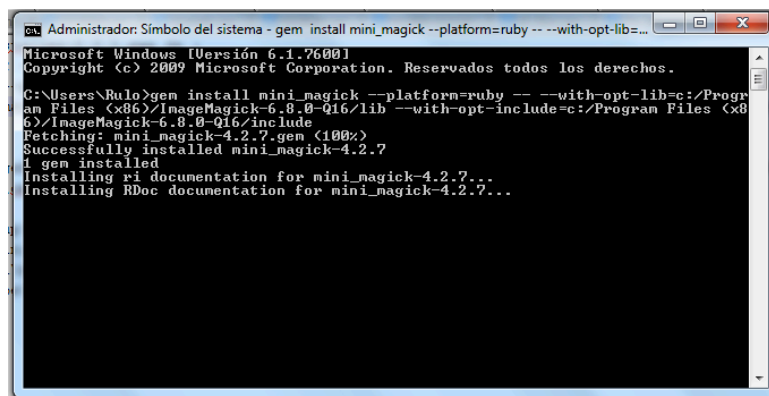 Administrador: Símbolo del sistema - gem install mini_magick --platform=ruby -- --with-opt-lib=...
Microsoft Windows [Versión 6.1.7600]
Copyright (c) 2009 Microsoft Corporation. Reservados todos los derechos.
C:\Users\Rulo>gem install mini_magick --platform=ruby -- --with-opt-lib=c:/Progr
am Files (x86)/ImageMagick-6.8.0-Q16/lib --with-opt-include=c:/Program Files (x8
6)/ImageMagick-6.8.0-Q16/include
Fetching: mini_magick-4.2.7.gem (100%)
Successfully installed mini_magick-4.2.7
1 gem installed
Installing ri documentation for mini_magick-4.2.7...
Installing RDoc documentation for mini_magick-4.2.7...